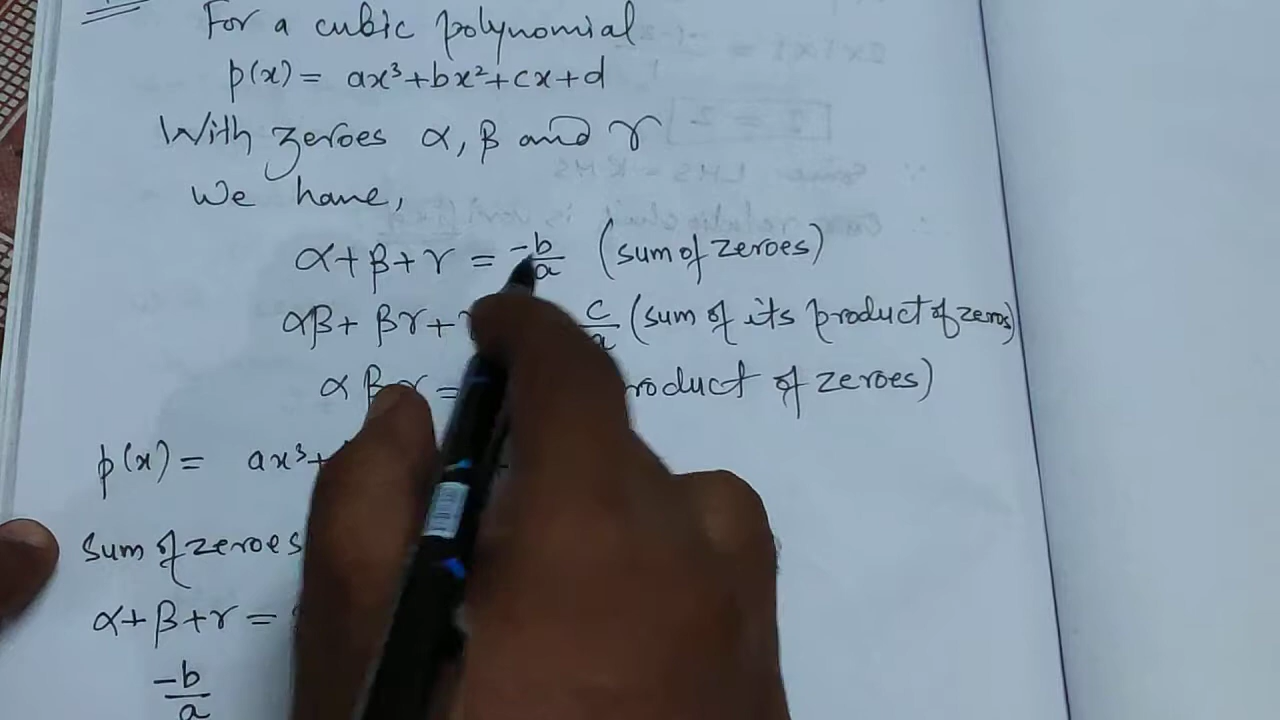 For a cubic polynomial
p(x) = ax³+bx²+cx+d
With zeroes α, β and γ
We have,
α+β+γ = -b/a (sum of zeroes)
αβ+ βγ+ c/a (sum of its product of zeros)
α β γ = roduct of zeroes)
p(x) = ax³+
Sum of zeroes
α+β+γ =
-b/a